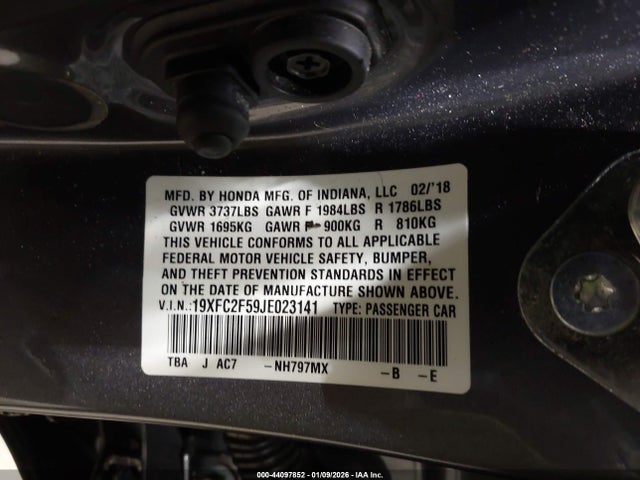 MFD. BY HONDA MFG. OF INDIANA, LLC 02/'18
GVWR 3737LBS GAWR F 1984LBS R 1786LBS
GVWR 1695KG GAWR F 900KG R 810KG
THIS VEHICLE CONFORMS TO ALL APPLICABLE
FEDERAL MOTOR VEHICLE SAFETY, BUMPER,
AND THEFT PREVENTION STANDARDS IN EFFECT
ON THE DATE OF MANUFACTURE SHOWN ABOVE.
V.I.N.:19XFC2F59JE023141 TYPE: PASSENGER CAR
TBA J AC7 -NH797MX -B -E
000-44097852 - 01/09/2026 - IAA Inc.